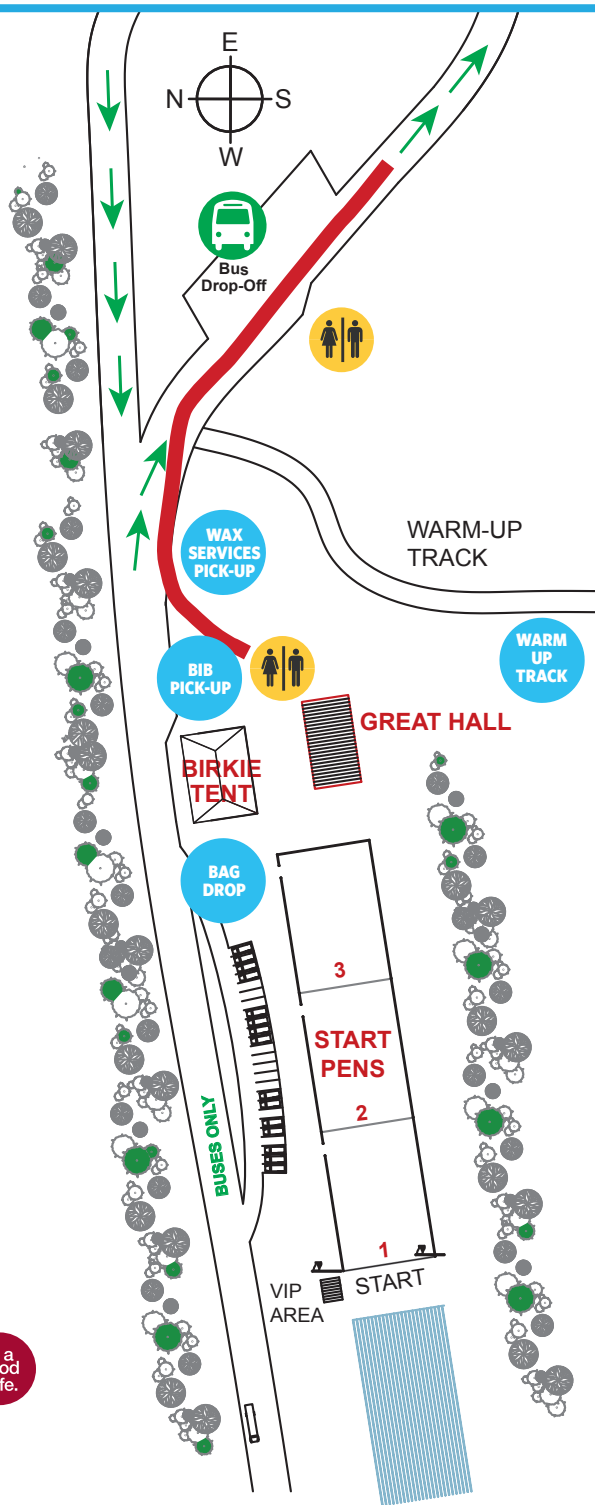 E
N S
W
Bus
Drop-Off
WAX
SERVICES
PICK-UP
WARM-UP
TRACK
WARM
UP
TRACK
BIB
PICK-UP
GREAT HALL
BIRKIE
TENT
BAG
DROP
3
START
PENS
2
BUSES ONLY
1
START
VIP
AREA
a